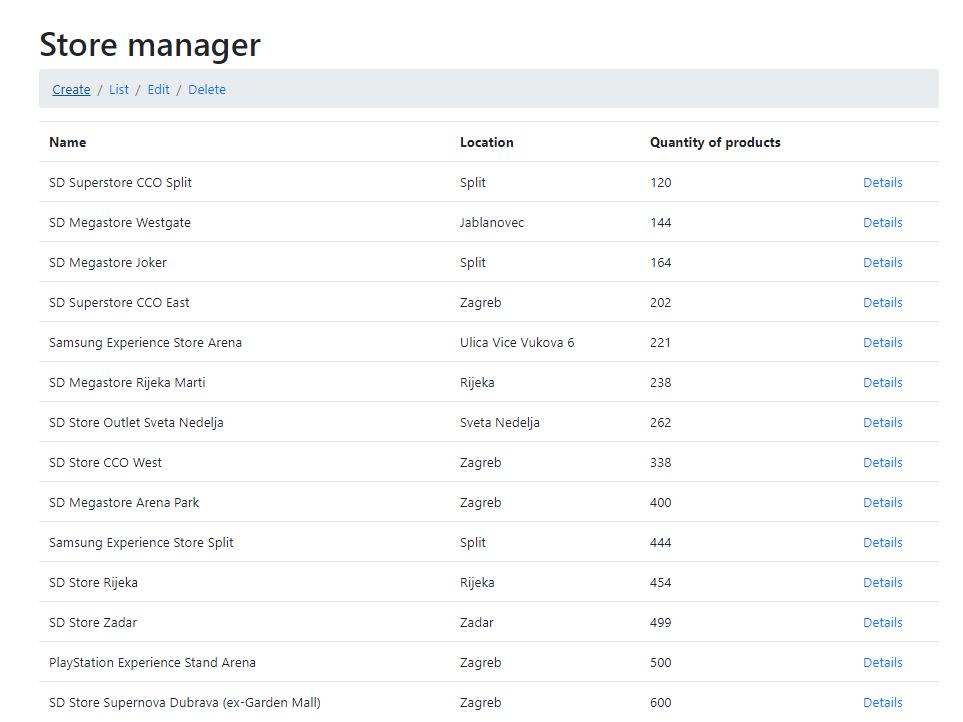 Store manager
Create / List / Edit / Delete
Name Location Quantity of products
SD Superstore CCO Split Split 120 Details
SD Megastore Westgate Jablanovec 144 Details
SD Megastore Joker Split 164 Details
SD Superstore CCO East Zagreb 202 Details
Samsung Experience Store Arena Ulica Vice Vukova 6 221 Details
SD Megastore Rijeka Marti Rijeka 238 Details
SD Store Outlet Sveta Nedelja Sveta Nedelja 262 Details
SD Store CCO West Zagreb 338 Details
SD Megastore Arena Park Zagreb 400 Details
Samsung Experience Store Split Split 444 Details
SD Store Rijeka Rijeka 454 Details
SD Store Zadar Zadar 499 Details
PlayStation Experience Stand Arena Zagreb 500 Details
SD Store Supernova Dubrava (ex-Garden Mall) Zagreb 600 Details